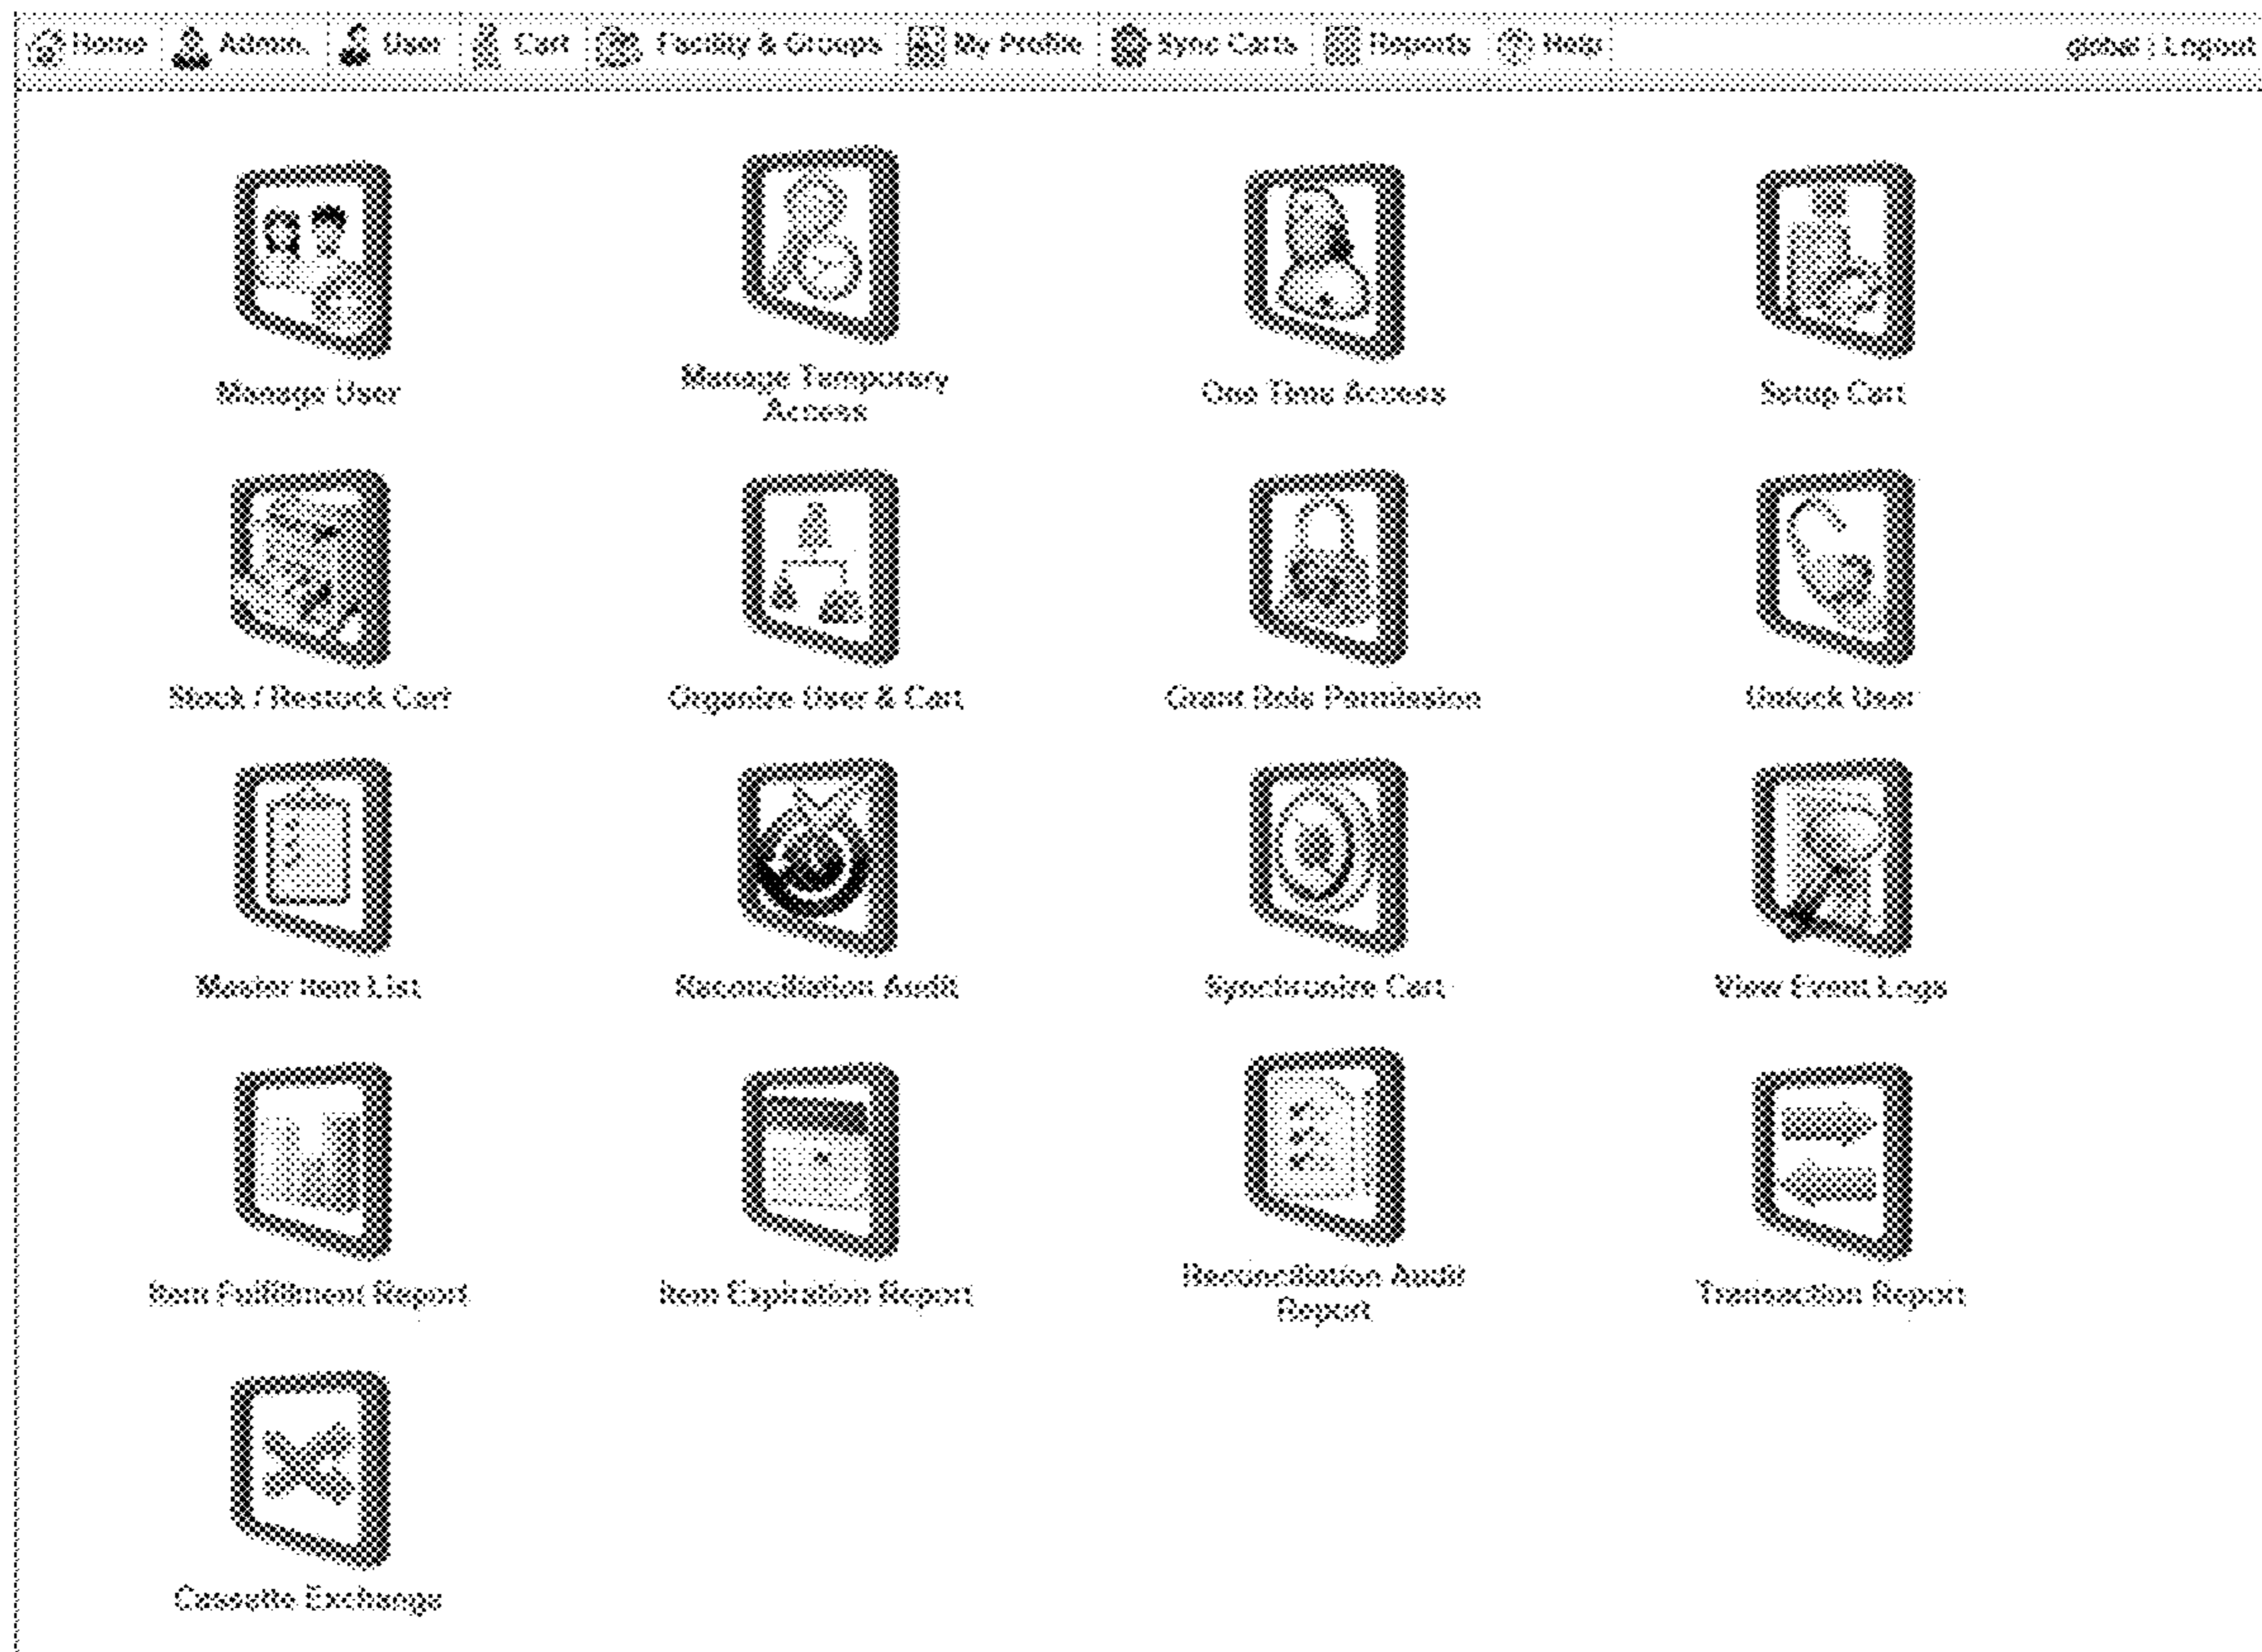 Home Admin. User Cart Facility & Groups My Profile Sync Carts Reports Help global Logout
Manage User
Manage Temporary
Access
One Time Access
Setup Cart
Stock / Restock Cart
Organize User & Cart
Grant Role Permission
Unlock User
Master Item List
Reconciliation Audit
Synchronize Cart
View Event Logs
Item Fulfillment Report
Item Expiration Report
Reconciliation Audit
Report
Transaction Report
Cassette Exchange